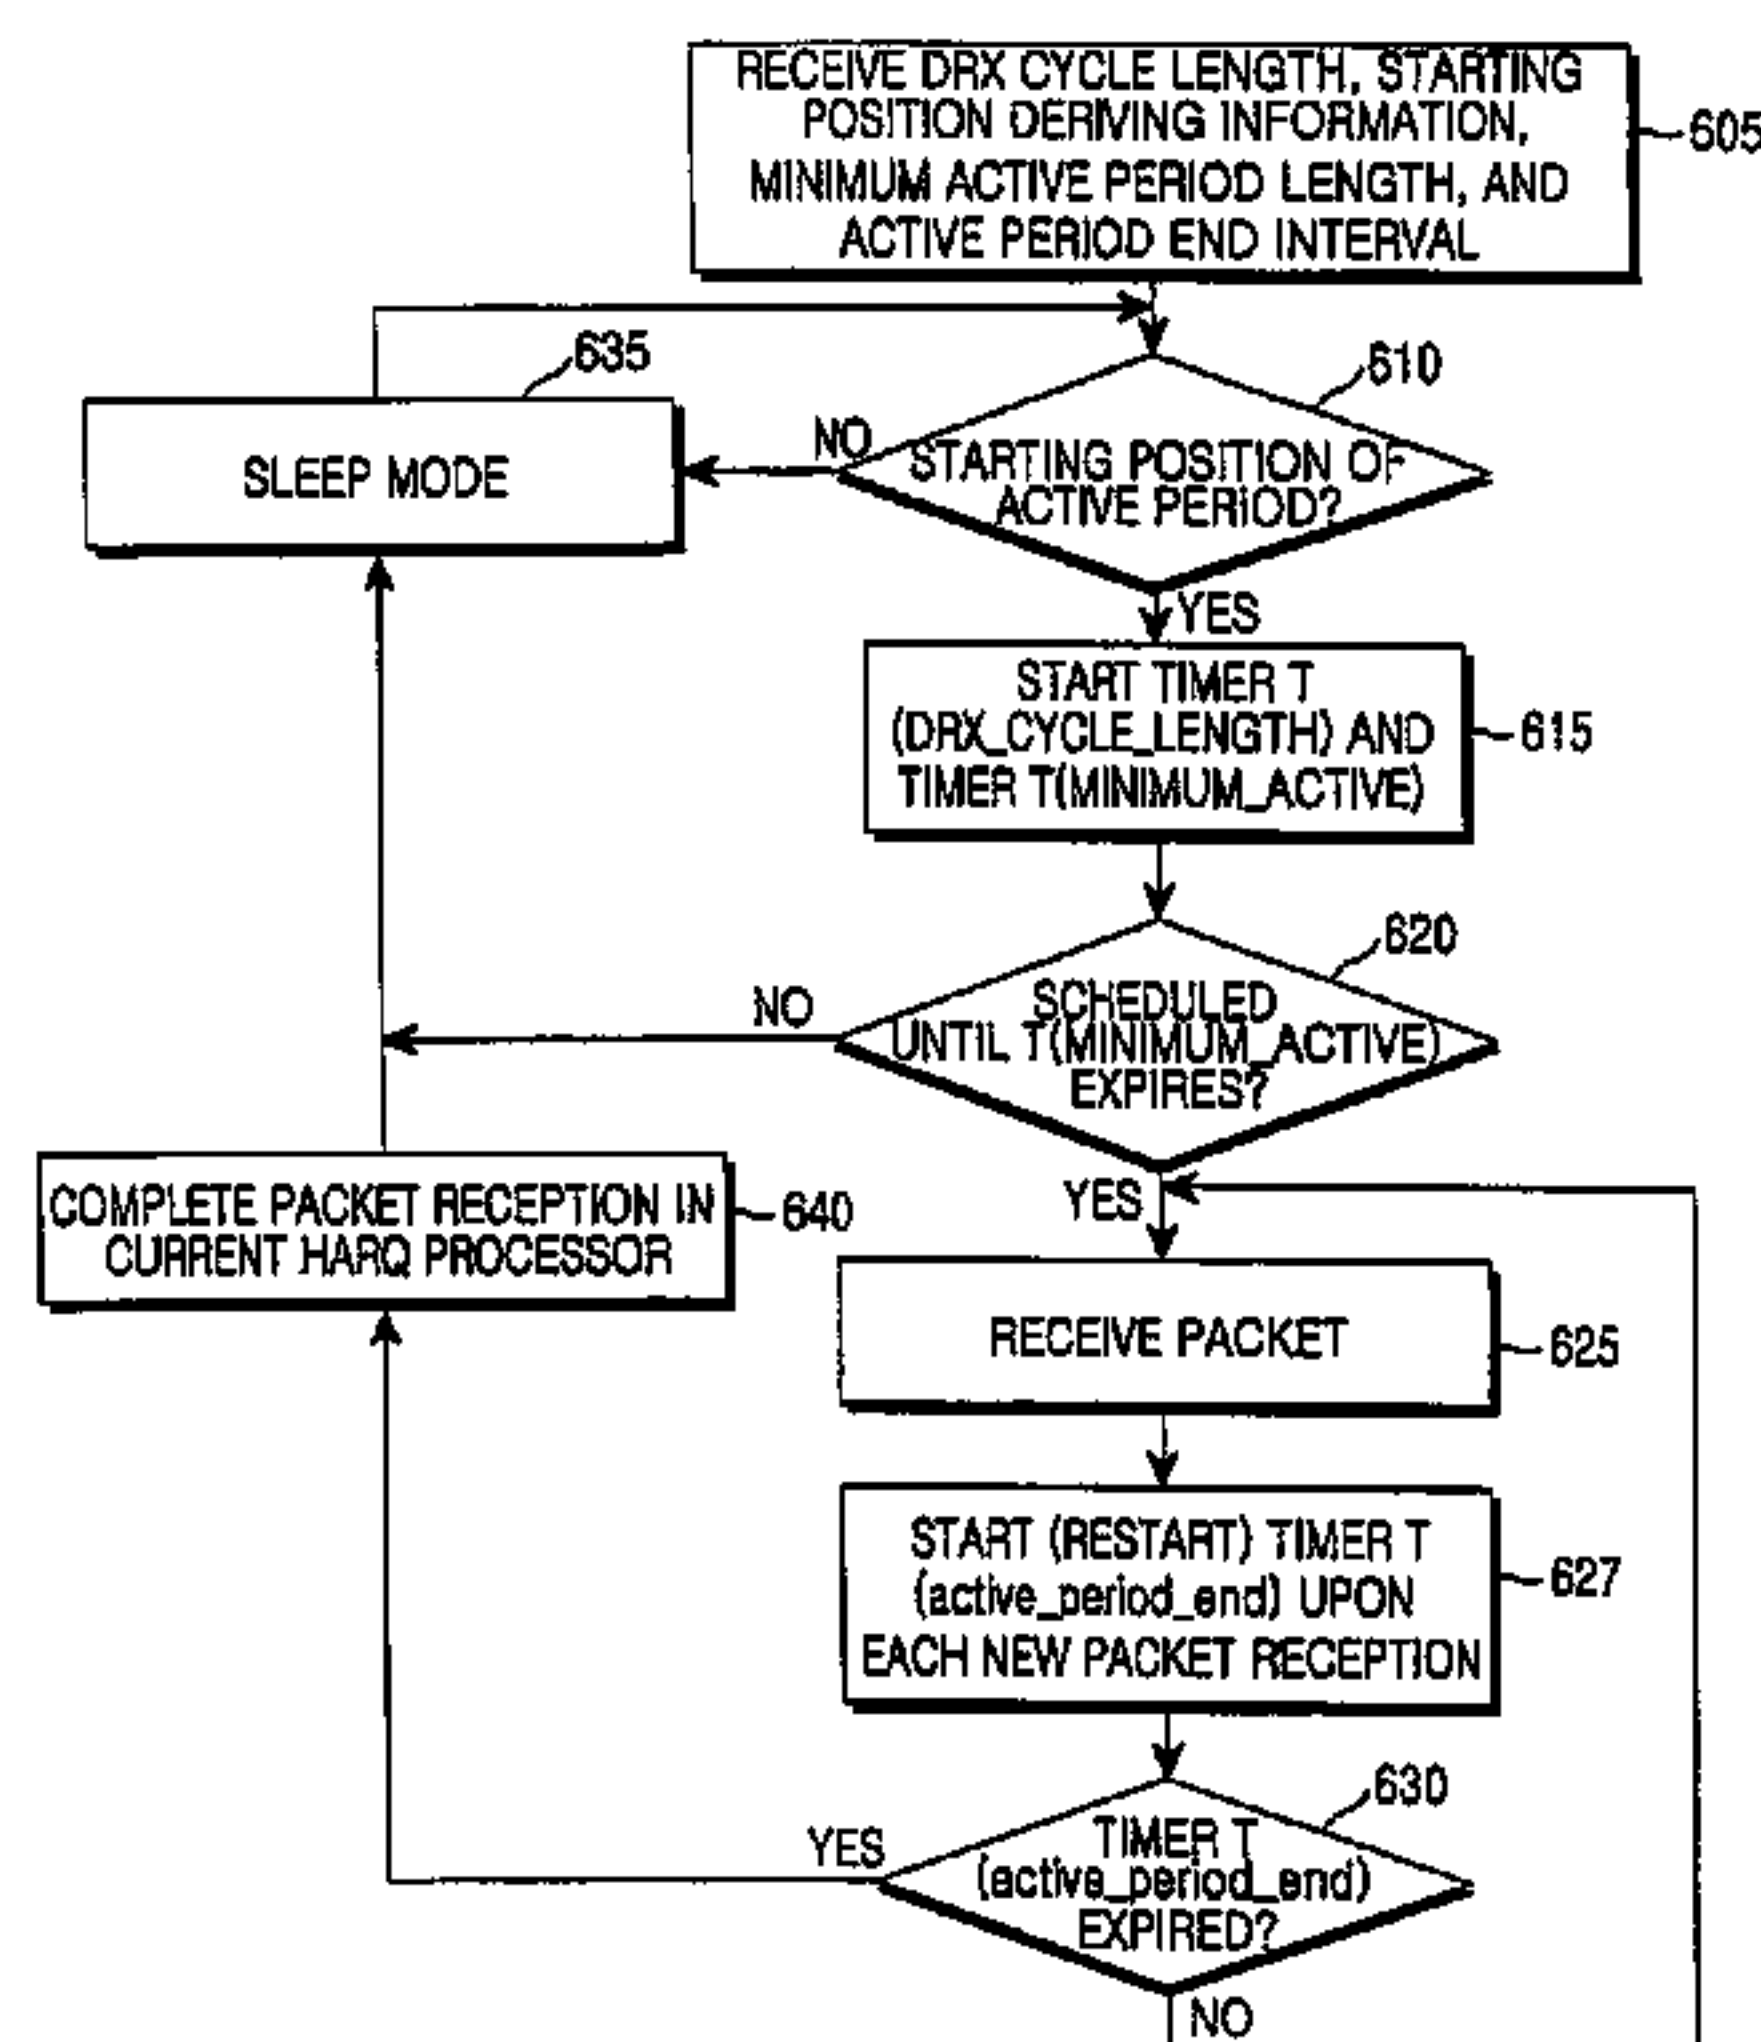 RECEIVE DRX CYCLE LENGTH, STARTING
POSITION DERIVING INFORMATION,
MINIMUM ACTIVE PERIOD LENGTH, AND
ACTIVE PERIOD END INTERVAL
605
635
610
SLEEP MODE
NO
STARTING POSITION OF
ACTIVE PERIOD?
YES
START TIMER T
(DRX_CYCLE_LENGTH) AND
TIMER T(MINIMUM_ACTIVE)
615
620
NO
SCHEDULED
UNTIL T(MINIMUM_ACTIVE)
EXPIRES?
YES
COMPLETE PACKET RECEPTION IN
CURRENT HARQ PROCESSOR
640
RECEIVE PACKET
625
START (RESTART) TIMER T
(active_period_end) UPON
EACH NEW PACKET RECEPTION
627
630
YES
TIMER T
(active_period_end)
EXPIRED?
NO